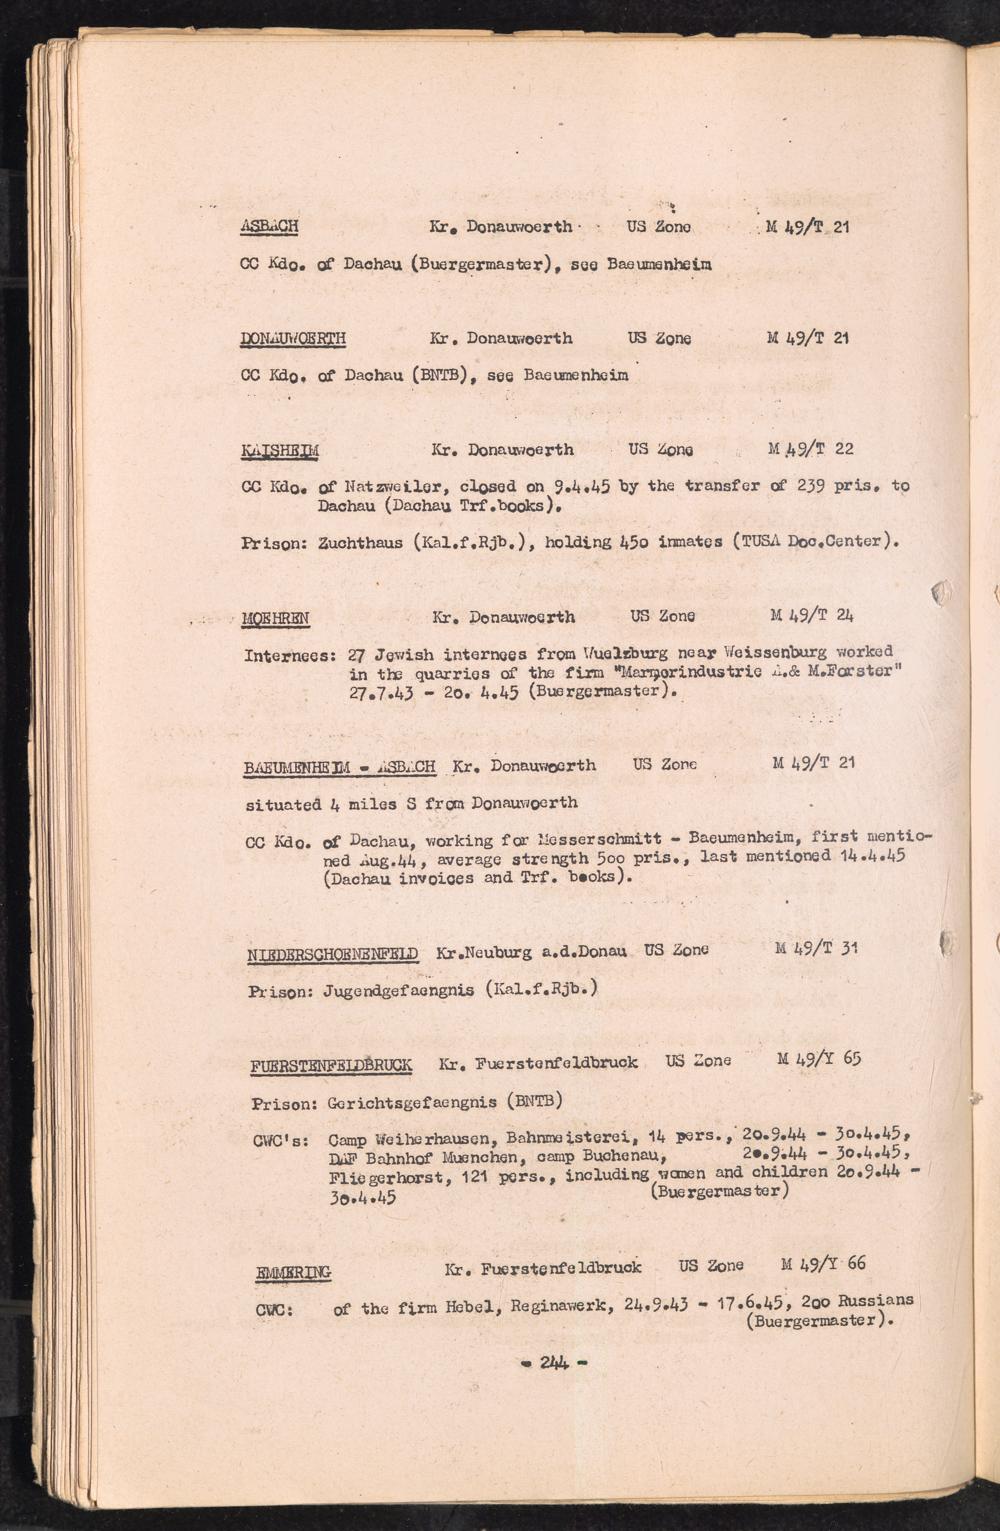 ASBACH Kr. Donauwoerth US Zone M 49/T 21
CC Kdo. of Dachau (Buergermaster), see Baeumenheim
DONAUWOERTH Kr. Donauwoerth US Zone M 49/T 21
CC Kdo. of Dachau (BNTB), see Baeumenheim
KAISHEIM Kr. Donauwoerth US Zone M 49/T 22
CC Kdo. of Natzweiler, closed on 9.4.45 by the transfer of 239 pris. to
Dachau (Dachau Trf.books).
Prison: Zuchthaus (Kal.f.Rjb.), holding 45o inmates (TUSA Doc.Center).
MOEHREN Kr. Donauwoerth US Zone M 49/T 24
Internees: 27 Jewish internees from Wuelzburg near Weissenburg worked
in the quarries of the firm "Marmorindustrie A.& M.Forster"
27.7.43 - 2o. 4.45 (Buergermaster).
BAEUMENHEIM - ASBACH Kr. Donauwoerth US Zone M 49/T 21
situated 4 miles S from Donauwoerth
CC Kdo. of Dachau, working for Messerschmitt - Baeumenheim, first mentio-
ned Aug.44, average strength 5oo pris., last mentioned 14.4.45
(Dachau invoices and Trf. books).
NIEDERSCHOENENFELD Kr.Neuburg a.d.Donau US Zone M 49/T 31
Prison: Jugendgefaengnis (Kal.f.Rjb.)
FUERSTENFELDBRUCK Kr. Fuerstenfeldbruck US Zone M 49/Y 65
Prison: Gerichtsgefaengnis (BNTB)
CWC's: Camp Weiherhausen, Bahnmeisterei, 14 pers., 2o.9.44 - 3o.4.45,
DAF Bahnhof Muenchen, camp Buchenau, 2o.9.44 - 3o.4.45,
Fliegerhorst, 121 pers., including women and children 2o.9.44 -
3o.4.45 (Buergermaster)
EMMERING Kr. Fuerstenfeldbruck US Zone M 49/Y 66
CWC: of the firm Hebel, Reginawerk, 24.9.43 - 17.6.45, 2oo Russians
(Buergermaster).
- 244 -